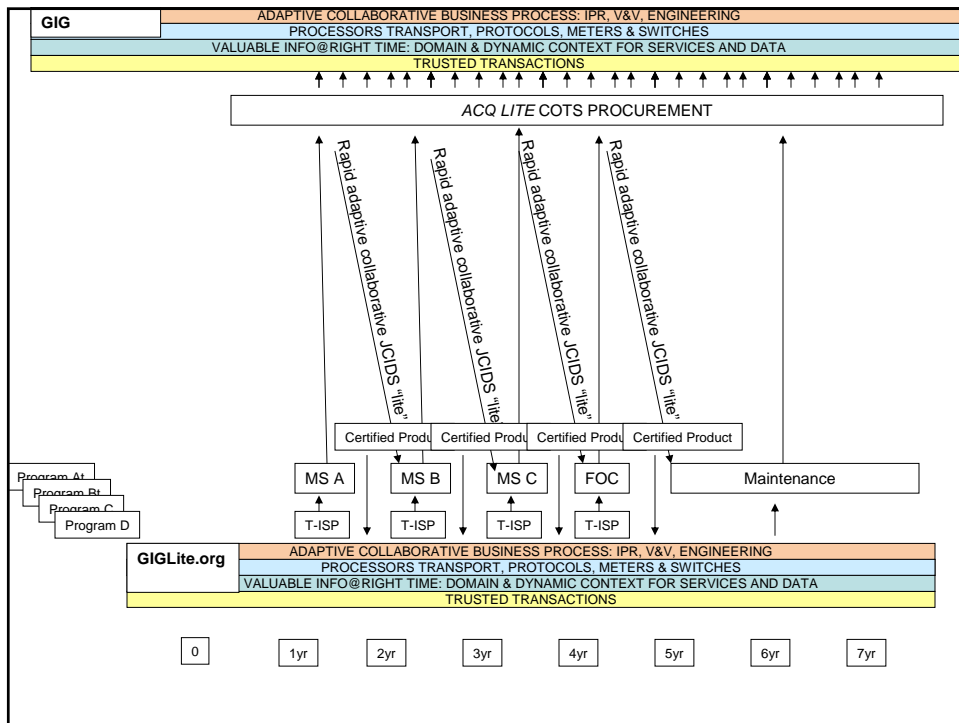 GIG
ADAPTIVE COLLABORATIVE BUSINESS PROCESS: IPR, V&V, ENGINEERING
PROCESSORS TRANSPORT, PROTOCOLS, METERS & SWITCHES
VALUABLE INFO@RIGHT TIME: DOMAIN & DYNAMIC CONTEXT FOR SERVICES AND DATA
TRUSTED TRANSACTIONS
ACQ LITE COTS PROCUREMENT
Rapid adaptive collaborative JCIDS “lite”
Rapid adaptive collaborative JCIDS “lite”
Rapid adaptive collaborative JCIDS “lite”
Rapid adaptive collaborative JCIDS “lite”
Certified Product
Certified Product
Certified Product
Certified Product
Program At
Program Bt
Program C
Program D
MS A
MS B
MS C
FOC
Maintenance
T-ISP
T-ISP
T-ISP
T-ISP
GIGLite.org
ADAPTIVE COLLABORATIVE BUSINESS PROCESS: IPR, V&V, ENGINEERING
PROCESSORS TRANSPORT, PROTOCOLS, METERS & SWITCHES
VALUABLE INFO@RIGHT TIME: DOMAIN & DYNAMIC CONTEXT FOR SERVICES AND DATA
TRUSTED TRANSACTIONS
0
1yr
2yr
3yr
4yr
5yr
6yr
7yr